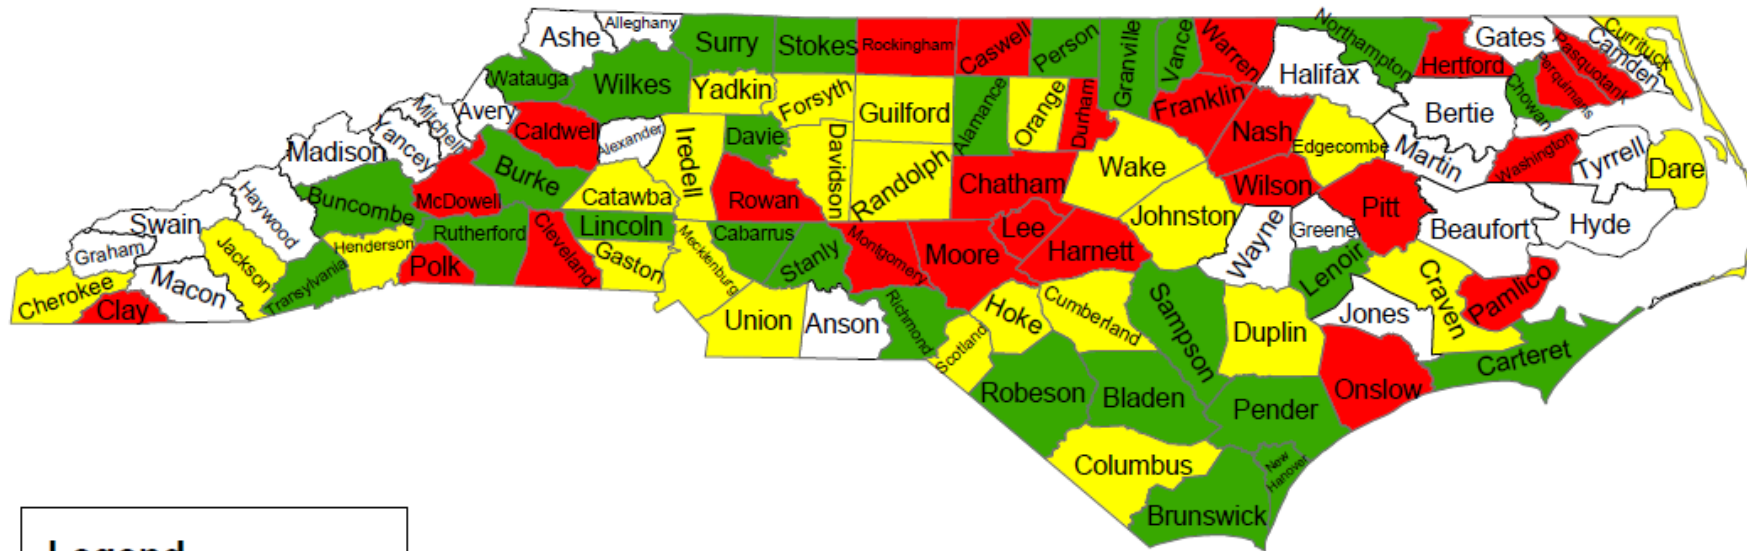 Ashe
Alleghany
Surry
Stokes
Rockingham
Caswell
Person
Granville
Vance
Warren
Northampton
Hertford
Gates
Pasquotank
Camden
Currituck
Perquimans
Chowan
Halifax
Bertie
Watauga
Wilkes
Yadkin
Forsyth
Guilford
Alamance
Orange
Durham
Franklin
Nash
Edgecombe
Martin
Washington
Tyrrell
Dare
Avery
Mitchell
ancey
Madison
Caldwell
Alexander
Iredell
Davie
Davidson
Randolph
Chatham
Wake
Wilson
Pitt
Beaufort
Hyde
Burke
McDowell
Buncombe
Haywood
Swain
Graham
Catawba
Rowan
Lincoln
Rutherford
Cleveland
Gaston
Mecklenburg
Cabarrus
Stanly
Montgomery
Moore
Lee
Harnett
Johnston
Wayne
Greene
Lenoir
Craven
Pamlico
Jackson
Henderson
Transylvania
Polk
Cherokee
Clay
Macon
Union
Anson
Richmond
Scotland
Hoke
Cumberland
Sampson
Duplin
Jones
Carteret
Onslow
Robeson
Bladen
Pender
Columbus
New
Hanover
Brunswick
Legend